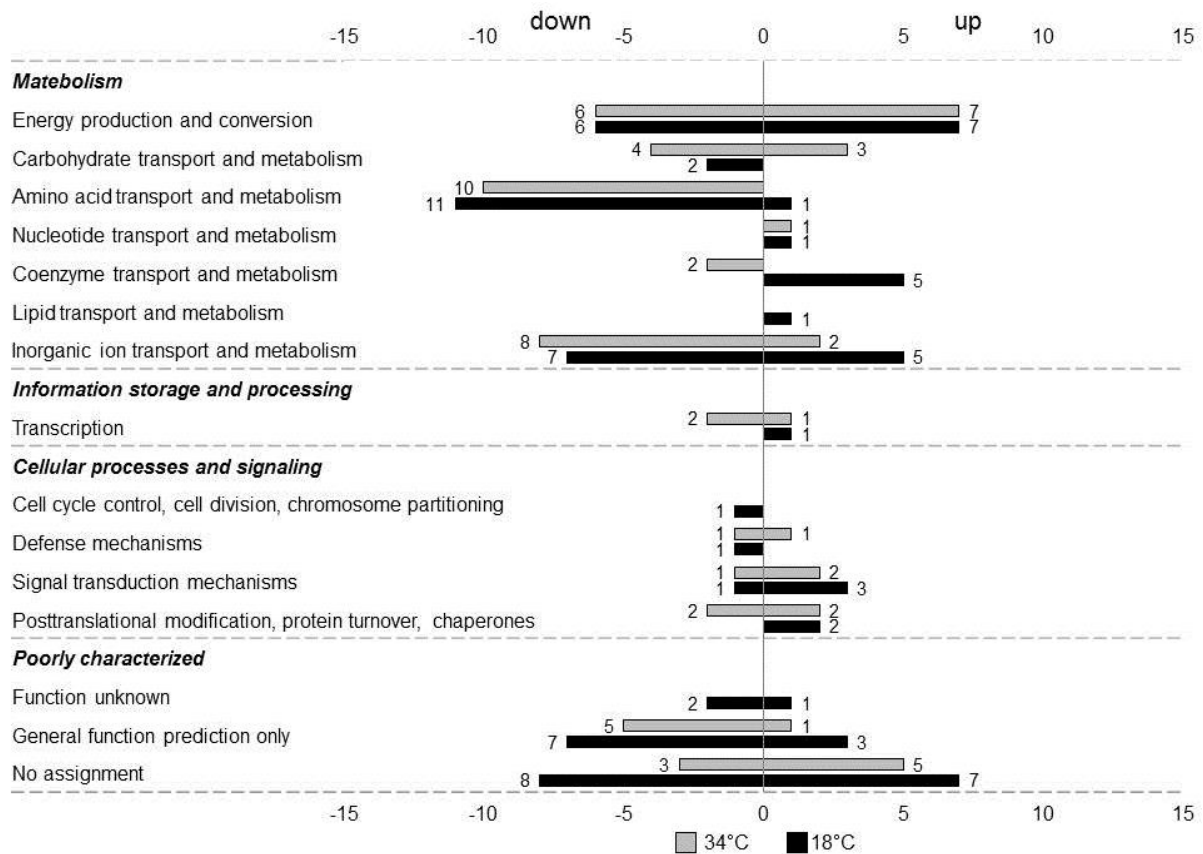 down up
-15 -10 -5 0 5 10 15
Matebolism
6 7
Energy production and conversion
6 7
4 3
Carbohydrate transport and metabolism
2
10
Amino acid transport and metabolism
11 1
1
Nucleotide transport and metabolism
1
2
Coenzyme transport and metabolism
5
Lipid transport and metabolism 1
8 2
Inorganic ion transport and metabolism
7 5
Information storage and processing
2 1
Transcription
1
Cellular processes and signaling
Cell cycle control, cell division, chromosome partitioning
1
1 1
Defense mechanisms
1
1 2
Signal transduction mechanisms
1 3
2 2
Posttranslational modification, protein turnover, chaperones
2
Poorly characterized
Function unknown
2 1
5 1
General function prediction only
7 3
3 5
No assignment
8 7
-15 -10 -5 0 5 10 15
34°C 18°C